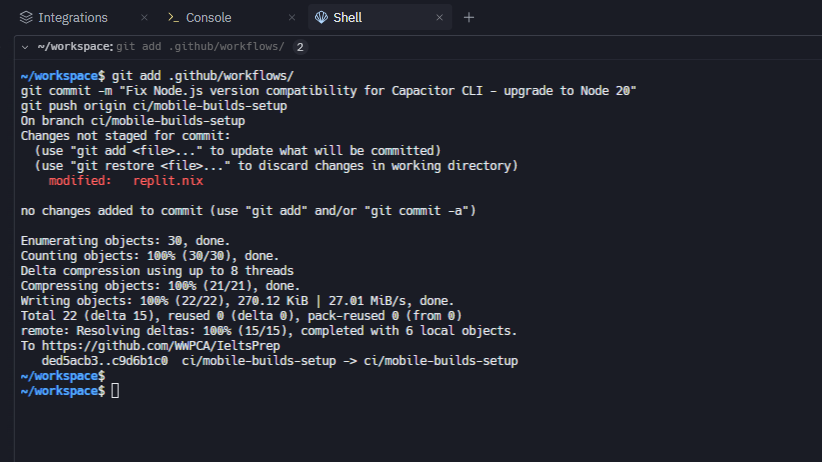 Integrations × Console × Shell × +
~/workspace: git add .github/workflows/ 2
~/workspace$ git add .github/workflows/
git commit -m "Fix Node.js version compatibility for Capacitor CLI - upgrade to Node 20"
git push origin ci/mobile-builds-setup
On branch ci/mobile-builds-setup
Changes not staged for commit:
  (use "git add <file>..." to update what will be committed)
  (use "git restore <file>..." to discard changes in working directory)
    modified:   replit.nix

no changes added to commit (use "git add" and/or "git commit -a")

Enumerating objects: 30, done.
Counting objects: 100% (30/30), done.
Delta compression using up to 8 threads
Compressing objects: 100% (21/21), done.
Writing objects: 100% (22/22), 270.12 KiB | 27.01 MiB/s, done.
Total 22 (delta 15), reused 0 (delta 0), pack-reused 0 (from 0)
remote: Resolving deltas: 100% (15/15), completed with 6 local objects.
To https://github.com/WWPCA/IeltsPrep
   ded5acb3..c9d6b1c0  ci/mobile-builds-setup -> ci/mobile-builds-setup
~/workspace$
~/workspace$